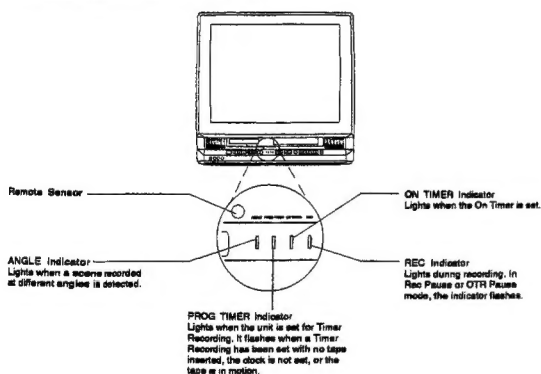 Remote Sensor
ON TIMER Indicator
Lights when the On Timer is set.
ANGLE Indicator
Lights when a scene recorded
at different angles is detected.
REC Indicator
Lights during recording. In
Rec Pause or OTR Pause
mode, the indicator flashes.
PROG TIMER Indicator
Lights when the unit is set for Timer
Recording. It flashes when a Timer
Recording has been set with no tape
inserted, the clock is not set, or the
tape is in motion.